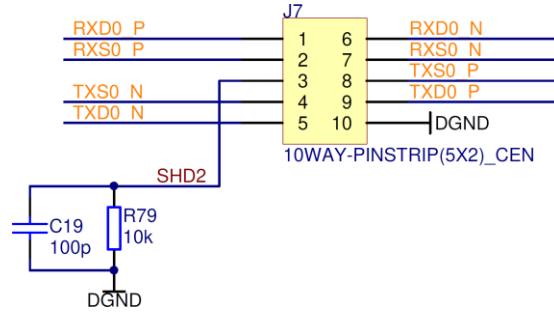 J7
RXD0_P 1 6 RXD0_N
RXS0_P 2 7 RXS0_N
3 8 TXS0_P
TXS0_N 4 9 TXD0_P
TXD0_N 5 10 DGND
10WAY-PINSTRIP(5X2)_CEN
SHD2
C19
100p
R79
10k
DGND